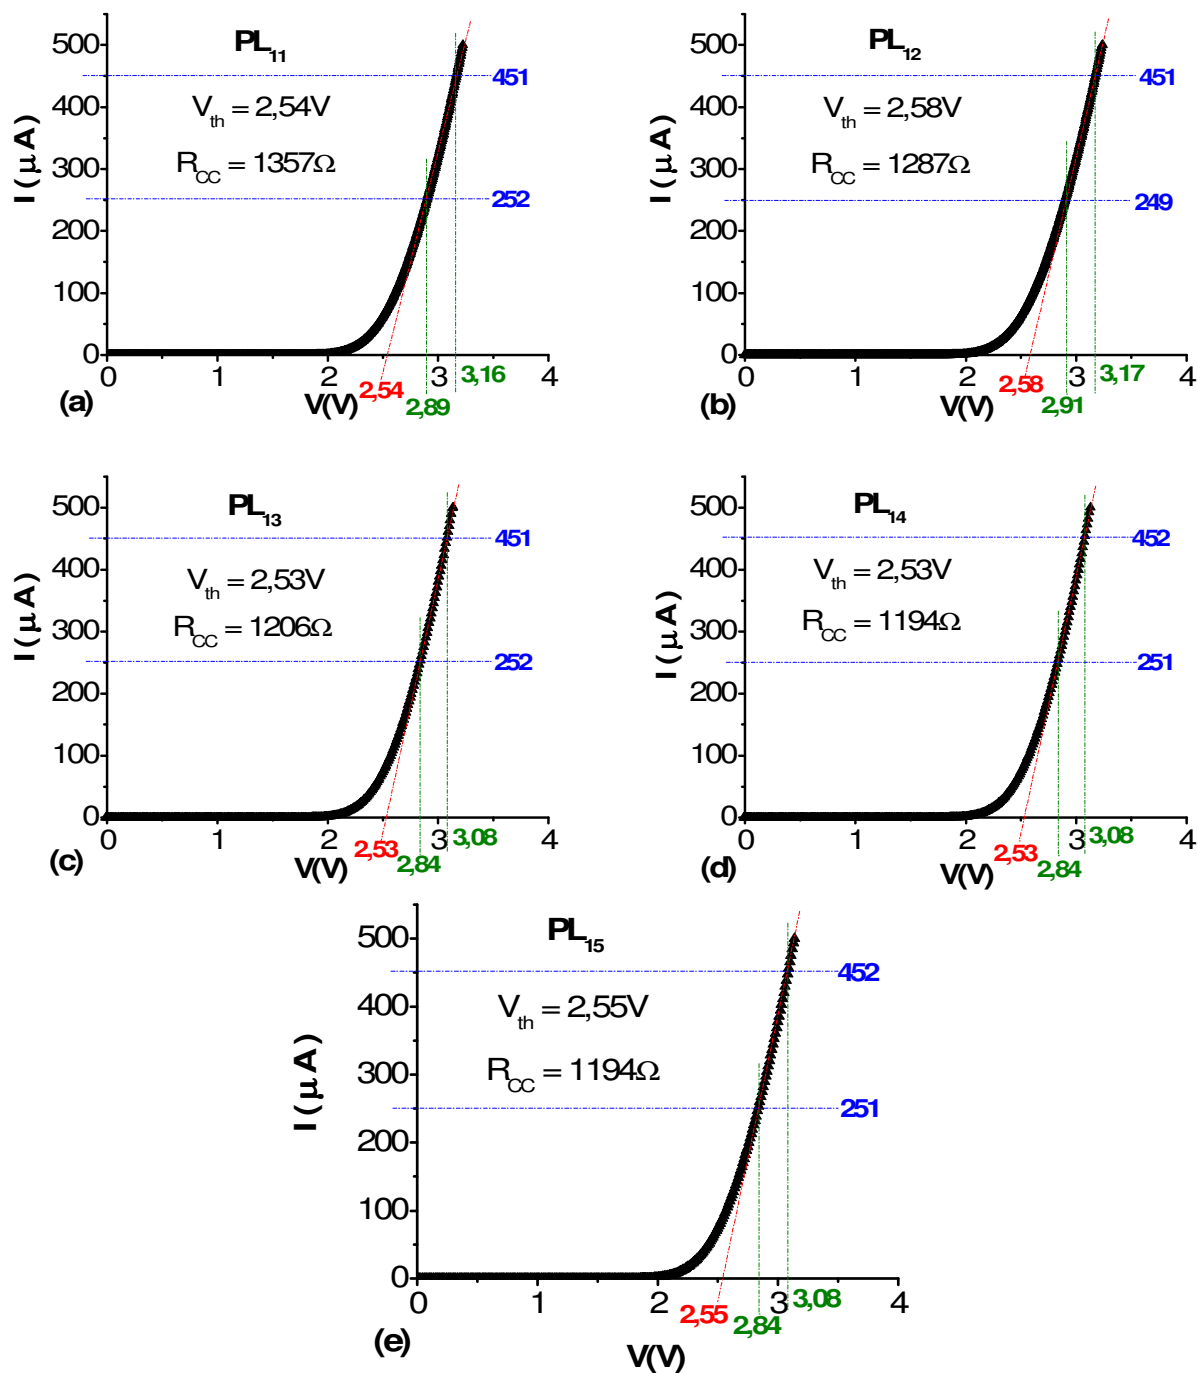 PL11
I (μA)
500
400
300
200
100
0
451
252
Vth = 2,54V
RCC = 1357Ω
0 1 2 3 4
2,54
2,89
3,16
V(V)
(a)
PL12
I (μA)
500
400
300
200
100
0
451
249
Vth = 2,58V
RCC = 1287Ω
0 1 2 3 4
2,58
2,91
3,17
V(V)
(b)
PL13
I (μA)
500
400
300
200
100
0
451
252
Vth = 2,53V
RCC = 1206Ω
0 1 2 3 4
2,53
2,84
3,08
V(V)
(c)
PL14
I (μA)
500
400
300
200
100
0
452
251
Vth = 2,53V
RCC = 1194Ω
0 1 2 3 4
2,53
2,84
3,08
V(V)
(d)
PL15
I (μA)
500
400
300
200
100
0
452
251
Vth = 2,55V
RCC = 1194Ω
0 1 2 3 4
2,55
2,84
3,08
V(V)
(e)